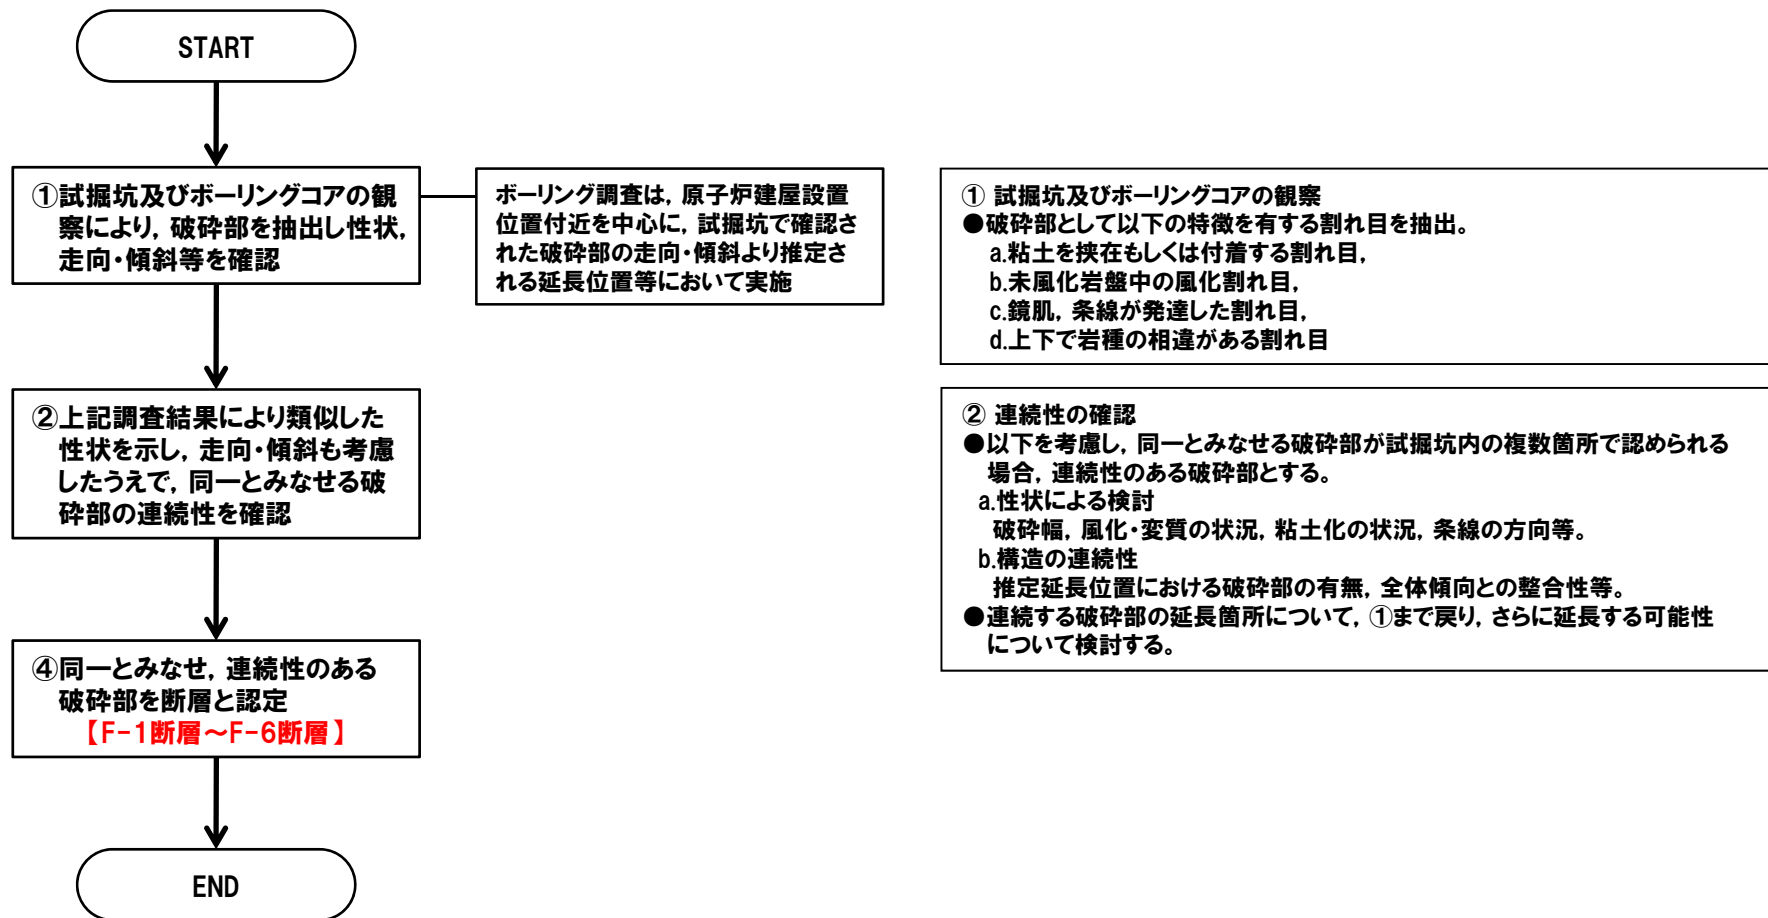 START
①試掘坑及びボーリングコアの観
察により，破砕部を抽出し性状，
走向・傾斜等を確認
ボーリング調査は，原子炉建屋設置
位置付近を中心に，試掘坑で確認さ
れた破砕部の走向・傾斜より推定さ
れる延長位置等において実施
②上記調査結果により類似した
性状を示し，走向・傾斜も考慮
したうえで，同一とみなせる破
砕部の連続性を確認
④同一とみなせ，連続性のある
破砕部を断層と認定
【F-1断層～F-6断層】
END
① 試掘坑及びボーリングコアの観察
●破砕部として以下の特徴を有する割れ目を抽出。
a.粘土を挟在もしくは付着する割れ目，
b.未風化岩盤中の風化割れ目，
c.鏡肌，条線が発達した割れ目，
d.上下で岩種の相違がある割れ目
② 連続性の確認
●以下を考慮し，同一とみなせる破砕部が試掘坑内の複数箇所で認められる
場合，連続性のある破砕部とする。
a.性状による検討
破砕幅，風化・変質の状況，粘土化の状況，条線の方向等。
b.構造の連続性
推定延長位置における破砕部の有無，全体傾向との整合性等。
●連続する破砕部の延長箇所について，①まで戻り，さらに延長する可能性
について検討する。